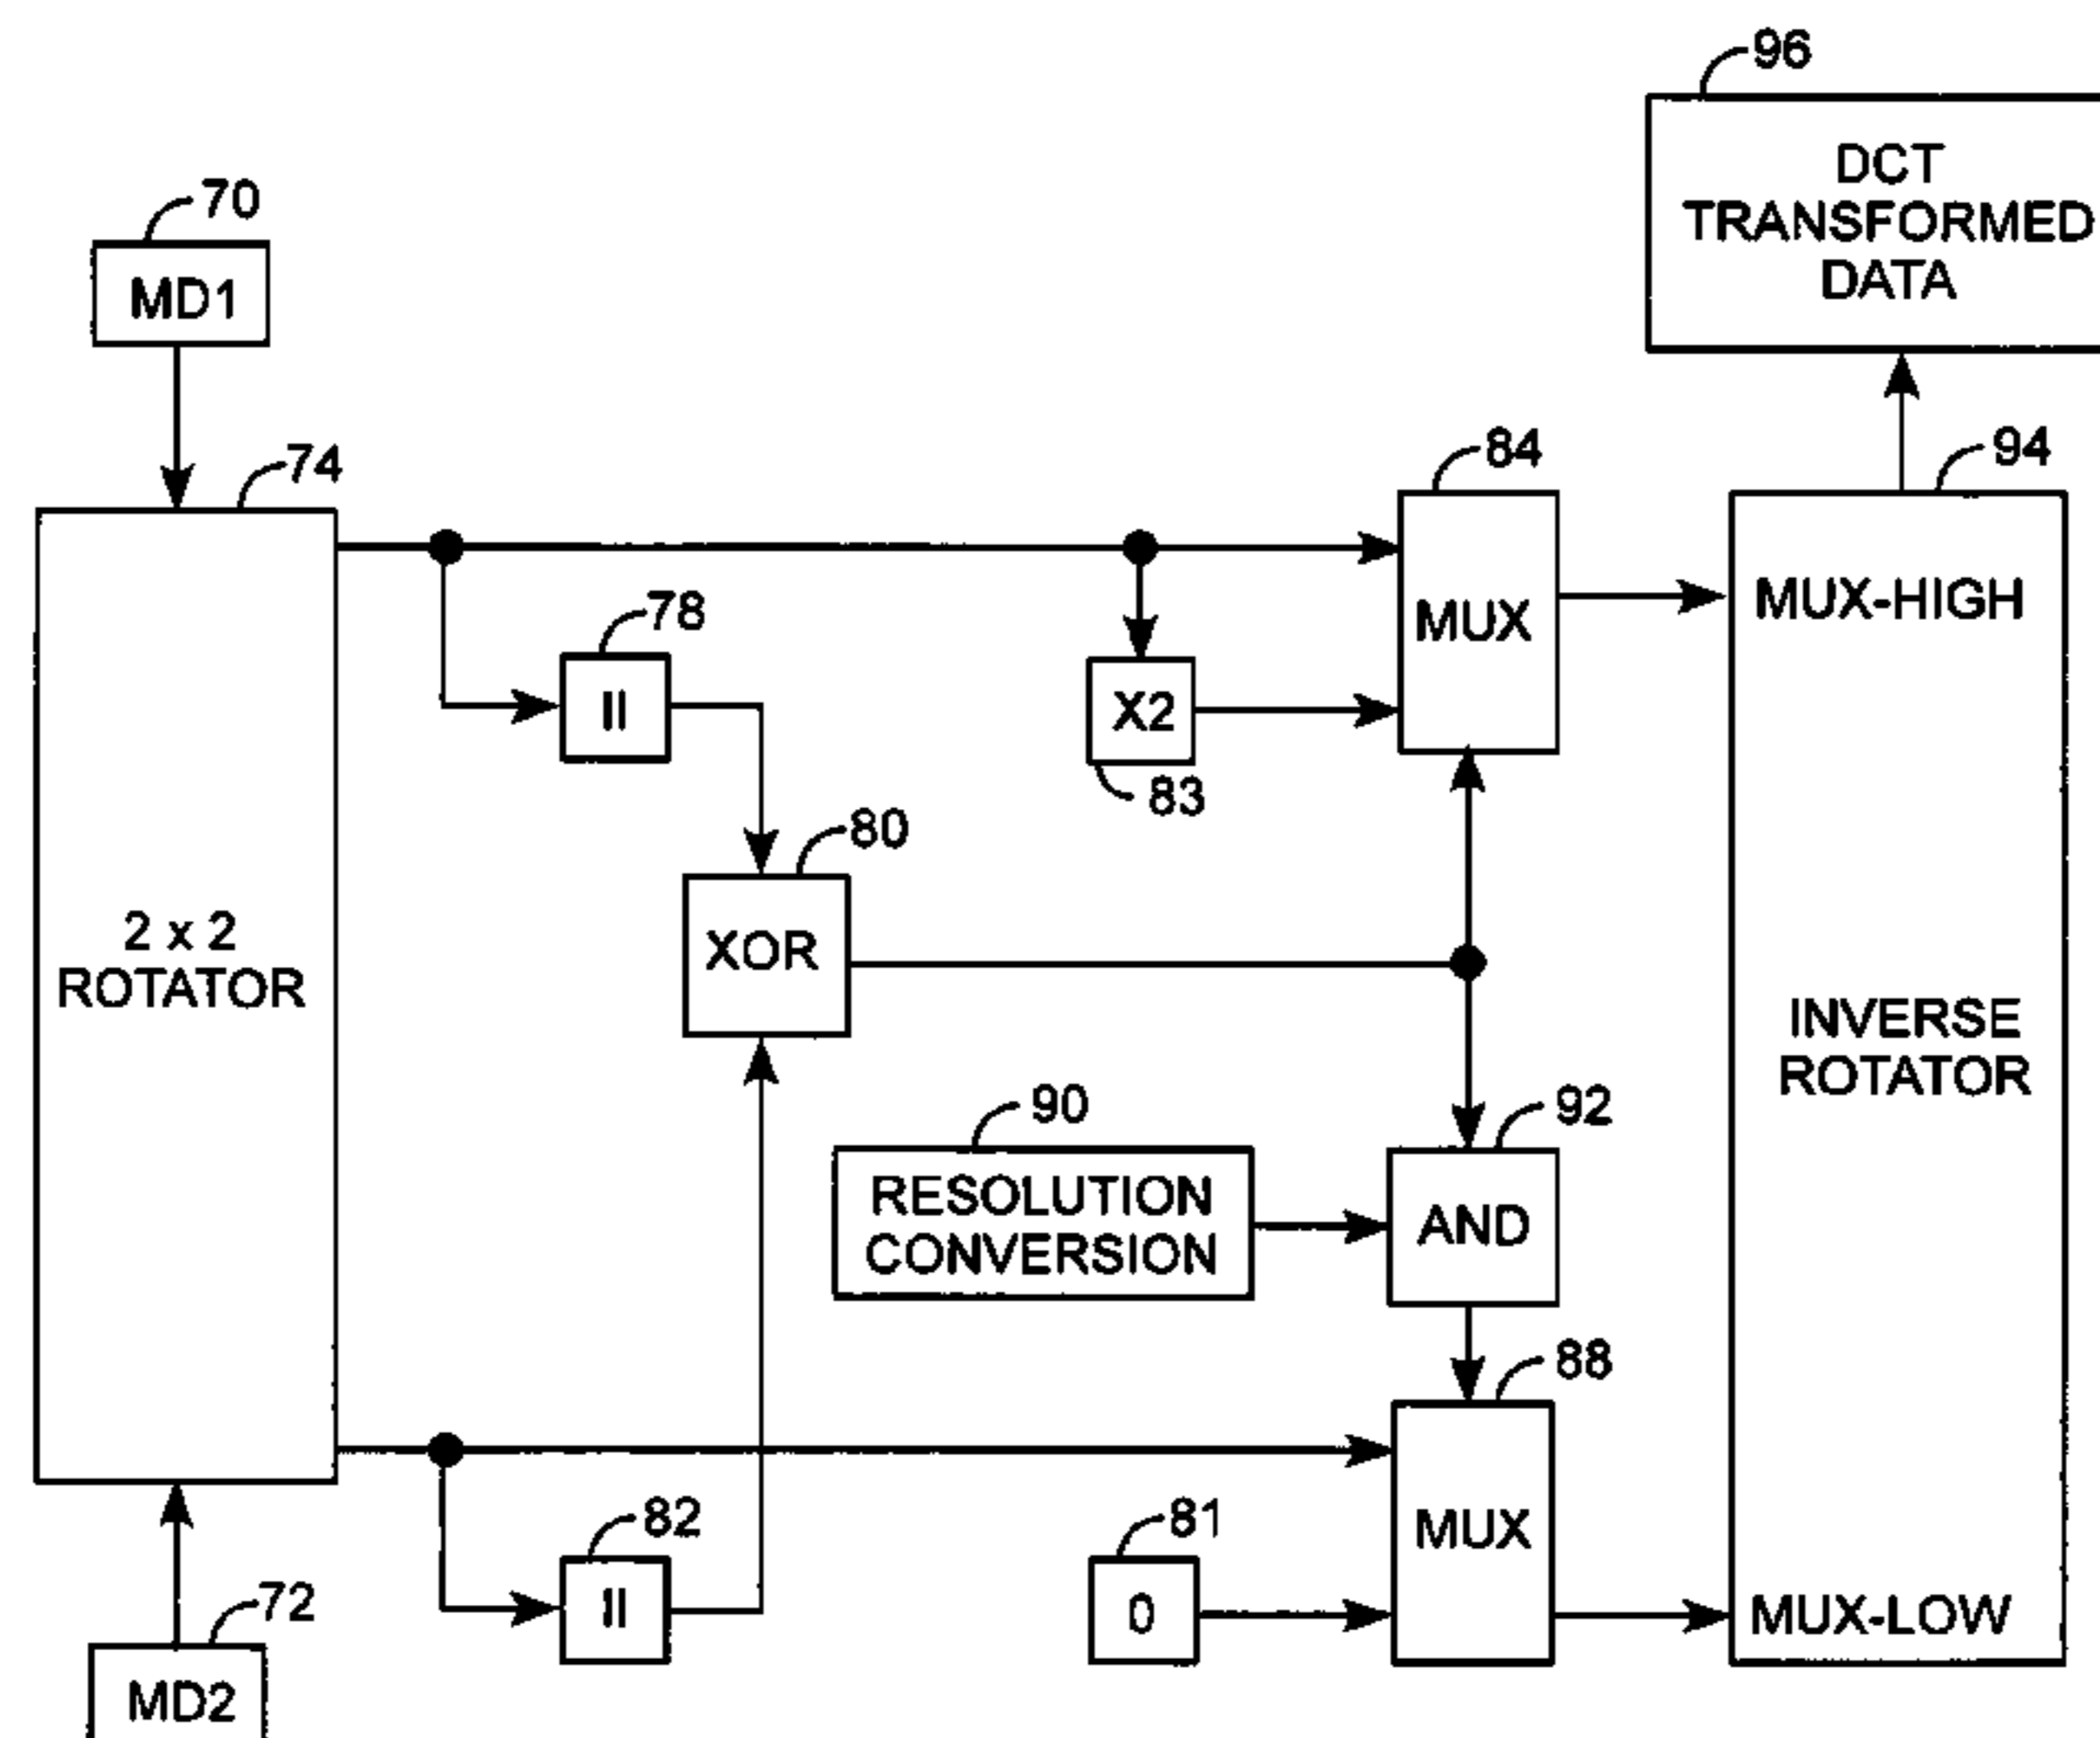 96
DCT
TRANSFORMED
DATA
70
MD1
74
84
94
MUX-HIGH
78
II
MUX
X2
83
80
XOR
2 x 2
ROTATOR
INVERSE
ROTATOR
90
92
RESOLUTION
CONVERSION
AND
88
82
81
MUX
72
II
0
MUX-LOW
MD2